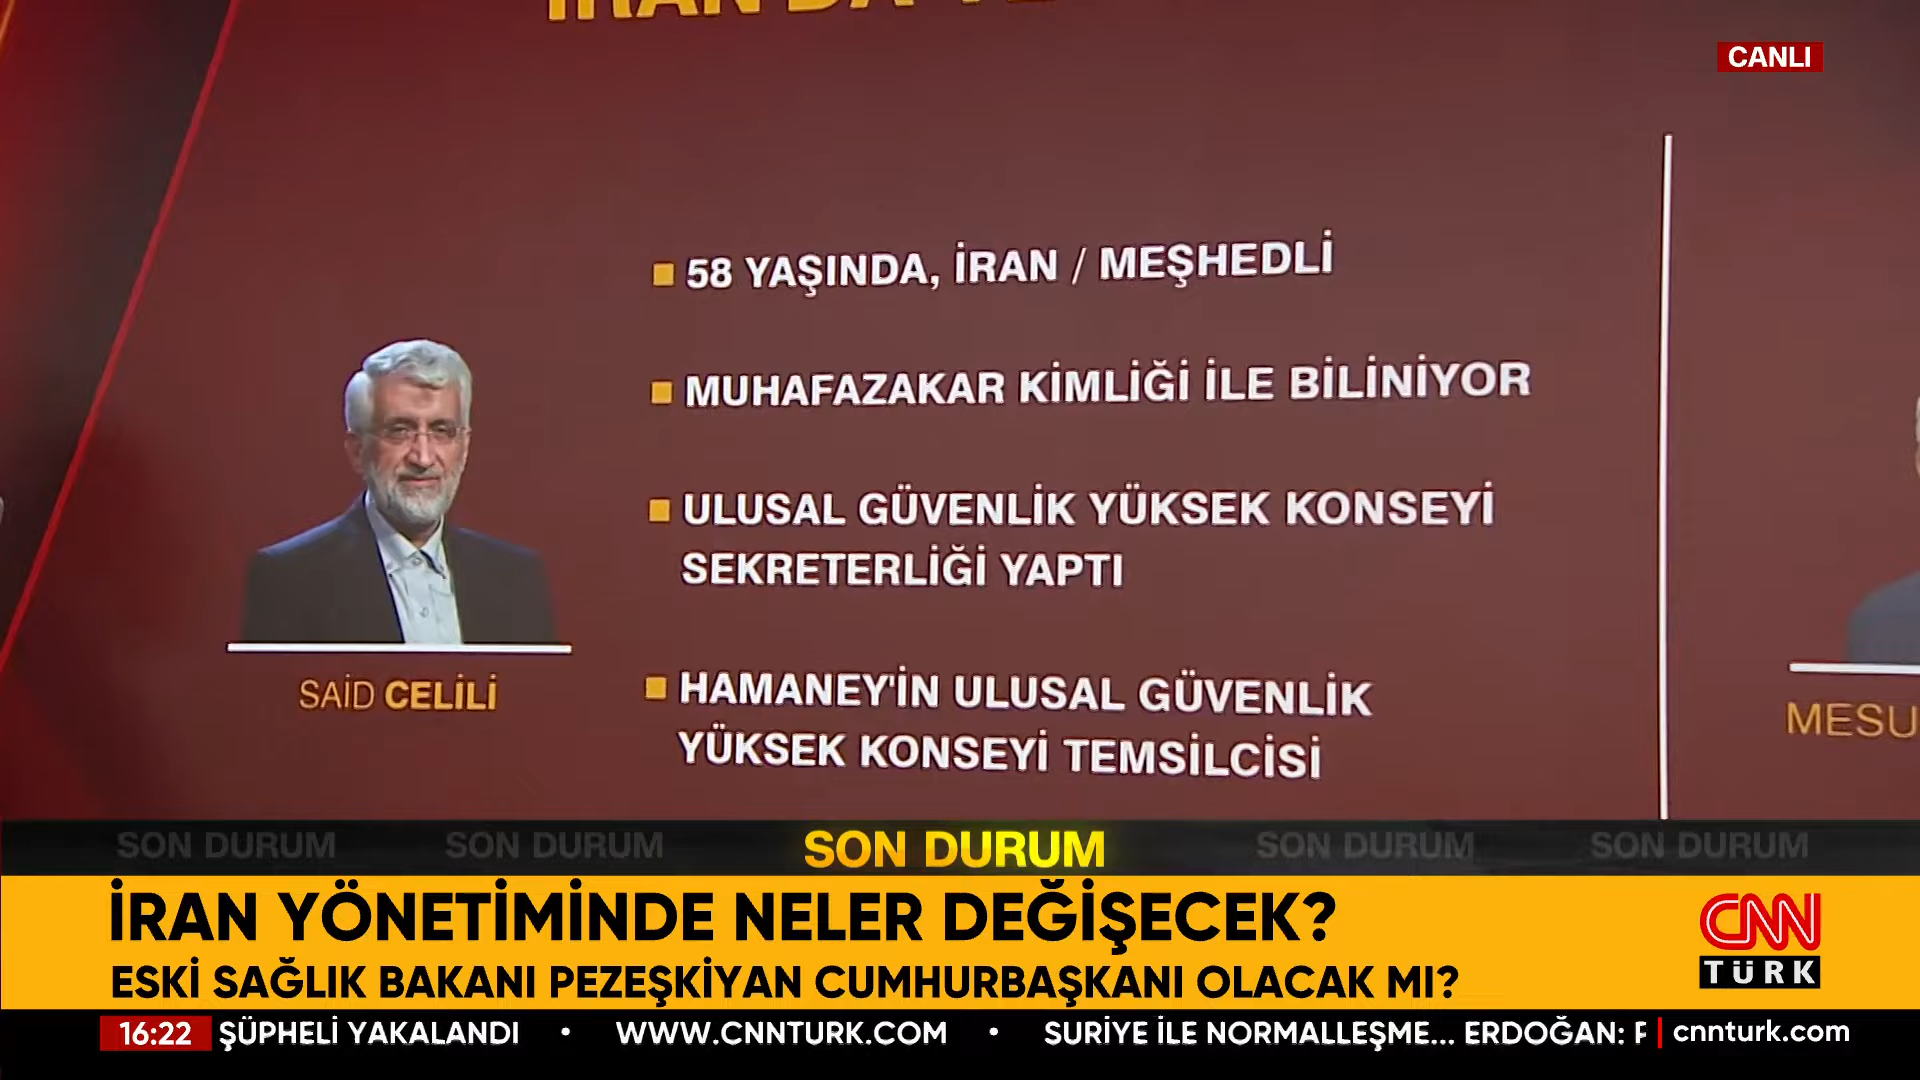 CANLI
58 YAŞINDA, İRAN / MEŞHEDLİ
MUHAFAZAKAR KİMLİĞİ İLE BİLİNİYOR
ULUSAL GÜVENLİK YÜKSEK KONSEYİ
SEKRETERLİĞİ YAPTI
HAMANEY'İN ULUSAL GÜVENLİK
YÜKSEK KONSEYİ TEMSİLCİSİ
SAİD CELİLİ
SON DURUM SON DURUM SON DURUM SON DURUM SON DURUM
İRAN YÖNETİMİNDE NELER DEĞİŞECEK?
ESKİ SAĞLIK BAKANI PEZEŞKİYAN CUMHURBAŞKANI OLACAK MI?
CNN
TÜRK
16:22 ŞÜPHELİ YAKALANDI • WWW.CNNTURK.COM • SURİYE İLE NORMALLEŞME... ERDOĞAN: cnnturk.com